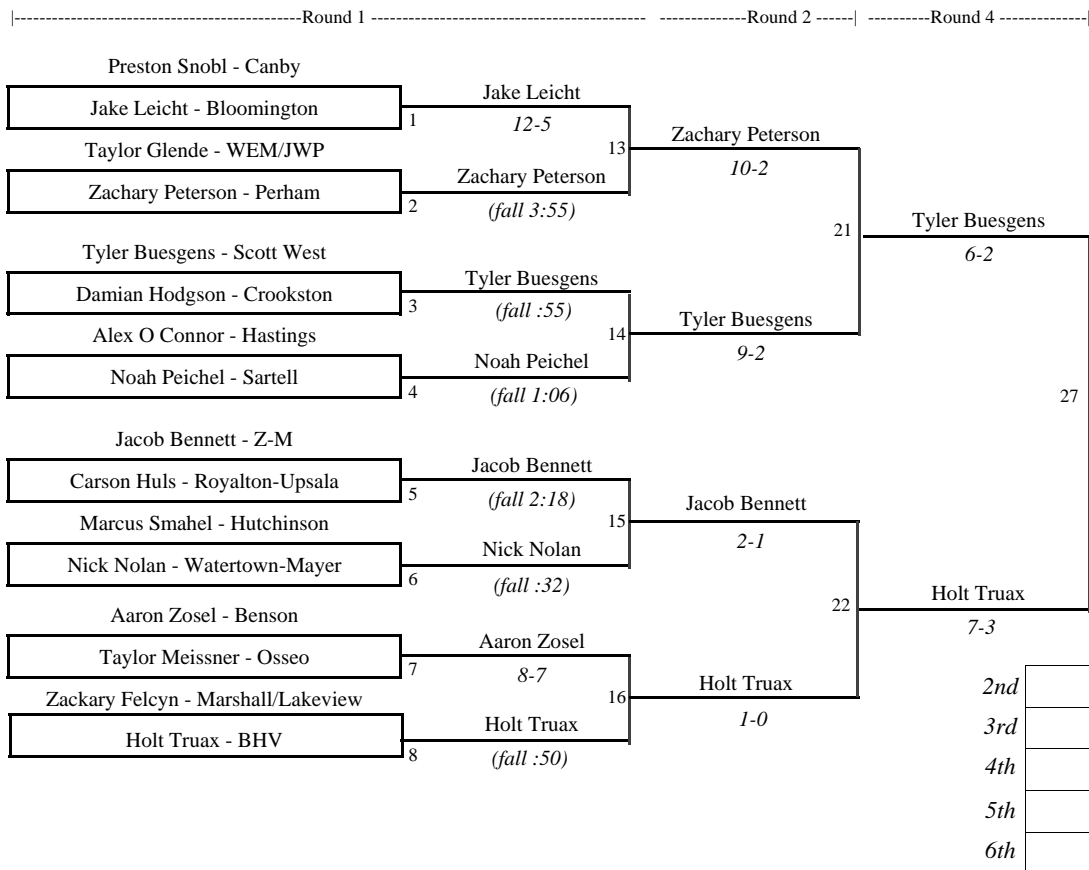 |----------------------------------------------Round 1 --------------------------------------------
--------------Round 2 ------|
----------Round 4 --------------|
Preston Snobl - Canby
Jake Leicht - Bloomington
1
Jake Leicht
12-5
Taylor Glende - WEM/JWP
Zachary Peterson - Perham
2
Zachary Peterson
(fall 3:55)
13
Zachary Peterson
10-2
Tyler Buesgens - Scott West
Damian Hodgson - Crookston
3
Tyler Buesgens
(fall :55)
Alex O Connor - Hastings
Noah Peichel - Sartell
4
Noah Peichel
(fall 1:06)
14
Tyler Buesgens
9-2
21
Tyler Buesgens
6-2
Jacob Bennett - Z-M
Carson Huls - Royalton-Upsala
5
Jacob Bennett
(fall 2:18)
Marcus Smahel - Hutchinson
Nick Nolan - Watertown-Mayer
6
Nick Nolan
(fall :32)
15
Jacob Bennett
2-1
Aaron Zosel - Benson
Taylor Meissner - Osseo
7
Aaron Zosel
8-7
Zackary Felcyn - Marshall/Lakeview
Holt Truax - BHV
8
Holt Truax
(fall :50)
16
Holt Truax
1-0
22
Holt Truax
7-3
27
2nd
3rd
4th
5th
6th